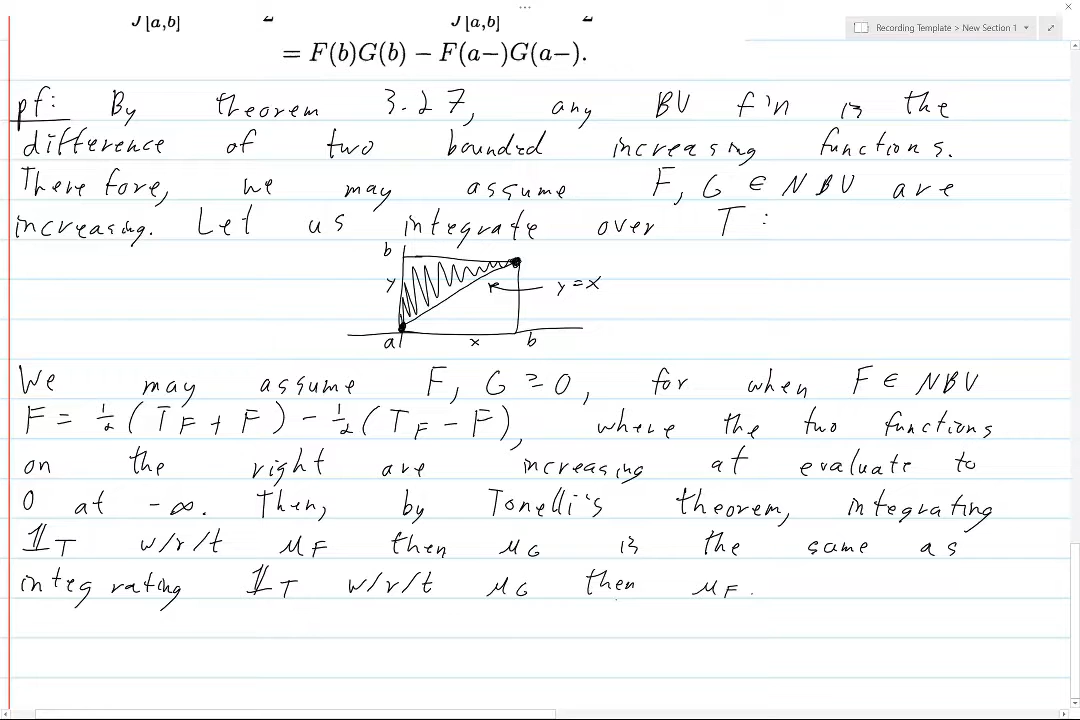 Recording Template > New Section 1
J[a,b] 2 J[a,b] 2
= F(b)G(b) − F(a−)G(a−).
pf: By theorem 3.27, any BV f'n is the
difference of two bounded increasing functions.
Therefore, we may assume F, G ∈ NBV are
increasing. Let us integrate over T:
b
y
y=x
a x b
We may assume F, G ≥ 0, for when F ∈ NBV
F = ½(T_F + F) − ½(T_F − F), where the two functions
on the right are increasing at evaluate to
0 at -∞. Then, by Tonelli's theorem, integrating
𝟙_T w/r/t μ_F then μ_G is the same as
integrating 𝟙_T w/r/t μ_G then μ_F.